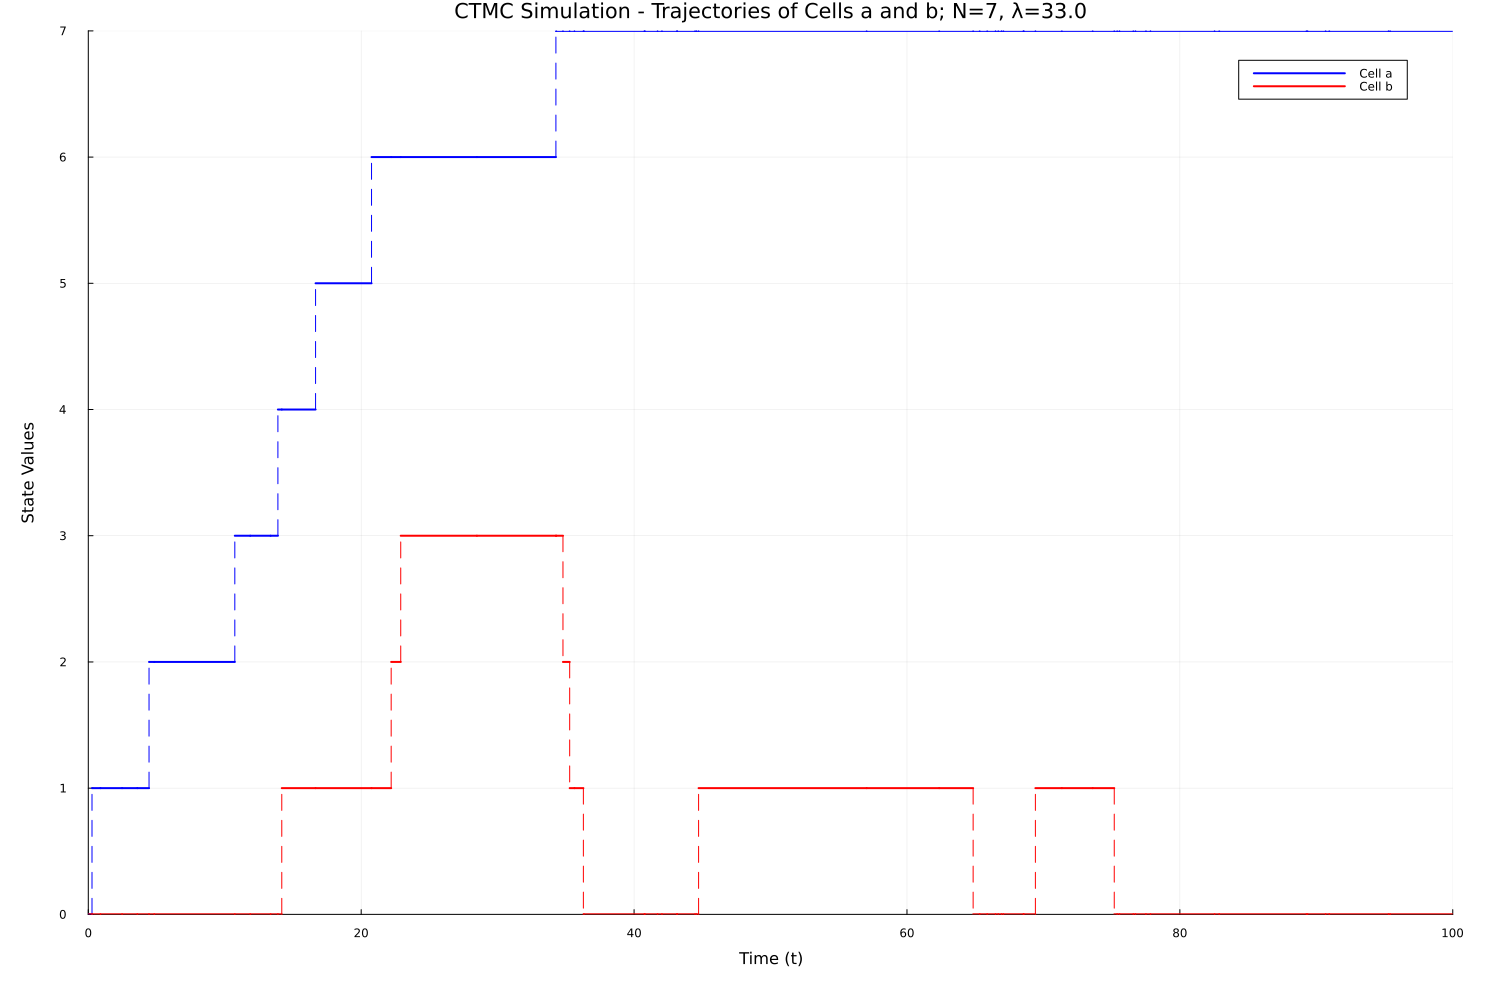 CTMC Simulation - Trajectories of Cells a and b; N=7, λ=33.0
Cell a
Cell b
State Values
7
6
5
4
3
2
1
0
0 20 40 60 80 100
Time (t)